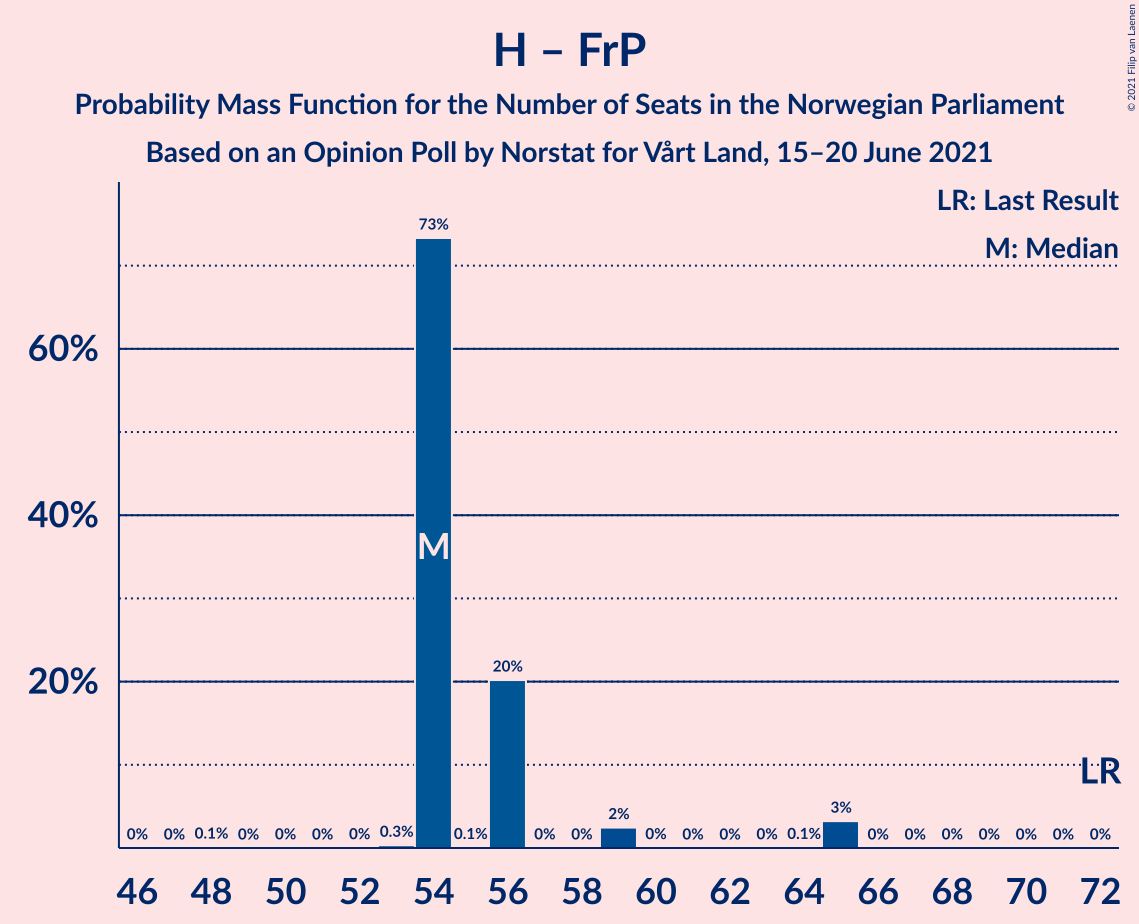 H – FrP
Probability Mass Function for the Number of Seats in the Norwegian Parliament
Based on an Opinion Poll by Norstat for Vårt Land, 15–20 June 2021
© 2021 Filip van Laenen
LR: Last Result
M: Median
60%
40%
20%
73%
M
20%
LR
0% 0% 0.1% 0% 0% 0% 0% 0.3% 0.1% 0% 0% 2% 0% 0% 0% 0% 0.1% 3% 0% 0% 0% 0% 0% 0% 0%
46 48 50 52 54 56 58 60 62 64 66 68 70 72